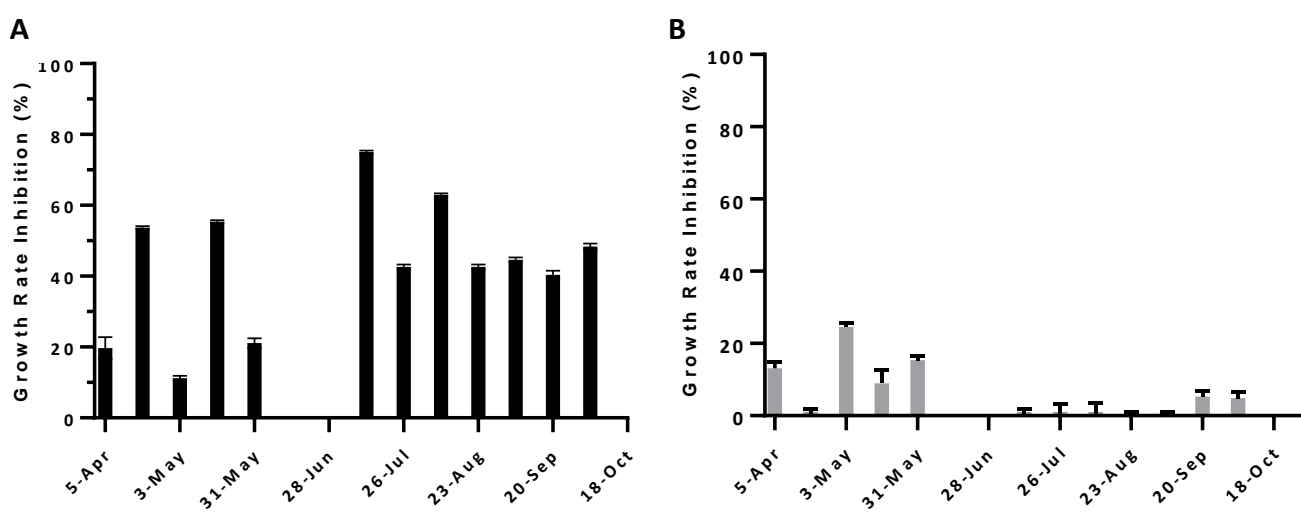 A
B
Growth Rate Inhibition (%)
100
80
60
40
20
0
5-Apr
3-May
31-May
28-Jun
26-Jul
23-Aug
20-Sep
18-Oct
Growth Rate Inhibition (%)
100
80
60
40
20
0
5-Apr
3-May
31-May
28-Jun
26-Jul
23-Aug
20-Sep
18-Oct